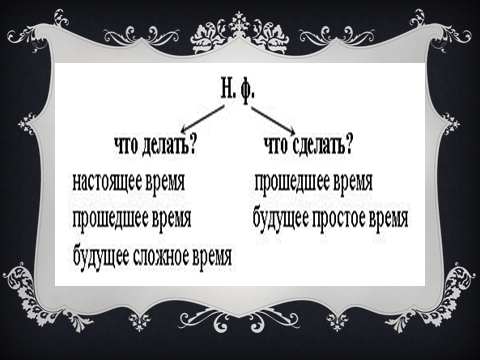 Н. ф.
что делать? что сделать?
настоящее время прошедшее время
прошедшее время будущее простое время
будущее сложное время